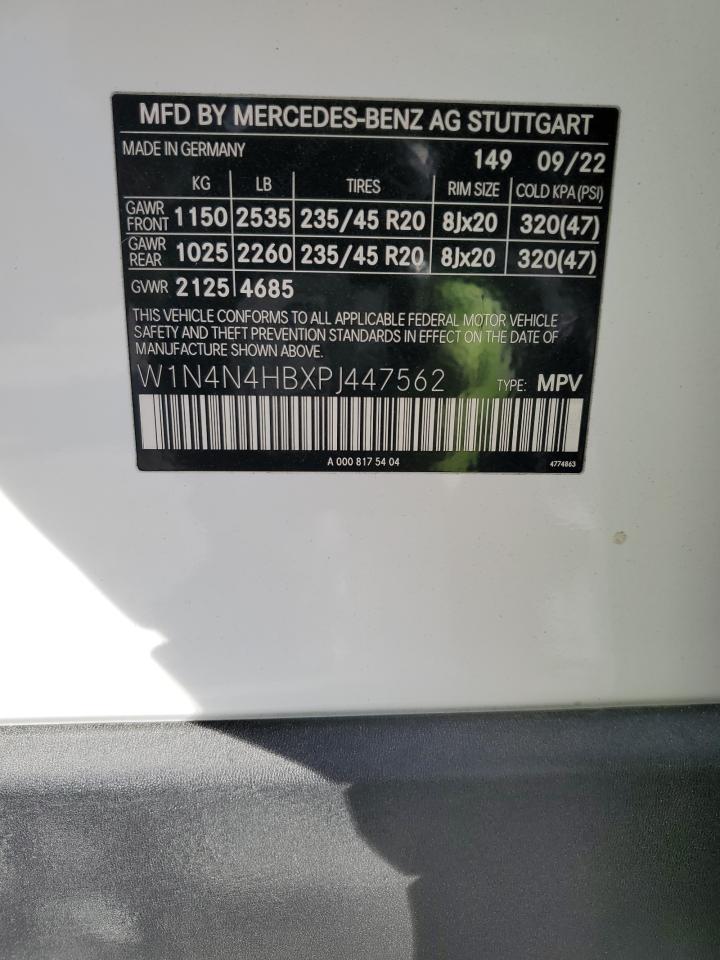 MFD BY MERCEDES-BENZ AG STUTTGART
MADE IN GERMANY 149 09/22
KG LB TIRES RIM SIZE COLD KPA (PSI)
GAWR FRONT 1150 2535 235/45 R20 8Jx20 320(47)
GAWR REAR 1025 2260 235/45 R20 8Jx20 320(47)
GVWR 2125 4685
THIS VEHICLE CONFORMS TO ALL APPLICABLE FEDERAL MOTOR VEHICLE
SAFETY AND THEFT PREVENTION STANDARDS IN EFFECT ON THE DATE OF
MANUFACTURE SHOWN ABOVE.
W1N4N4HBXPJ447562 TYPE: MPV
A 000 817 54 04 4774863